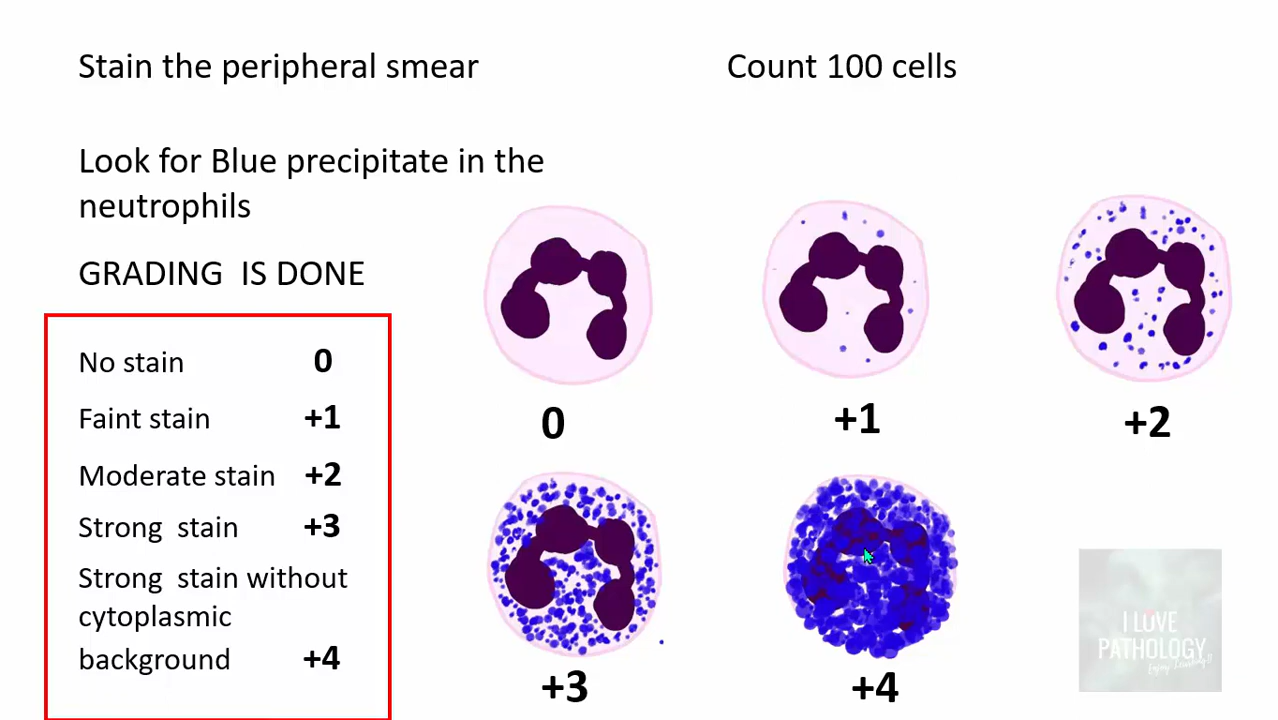 Stain the peripheral smear
Count 100 cells
Look for Blue precipitate in the
neutrophils
GRADING IS DONE
No stain 0
Faint stain +1
Moderate stain +2
Strong stain +3
Strong stain without
cytoplasmic
background +4
0
+1
+2
+3
+4
I LOVE
PATHOLOGY
Enjoy Learning!!